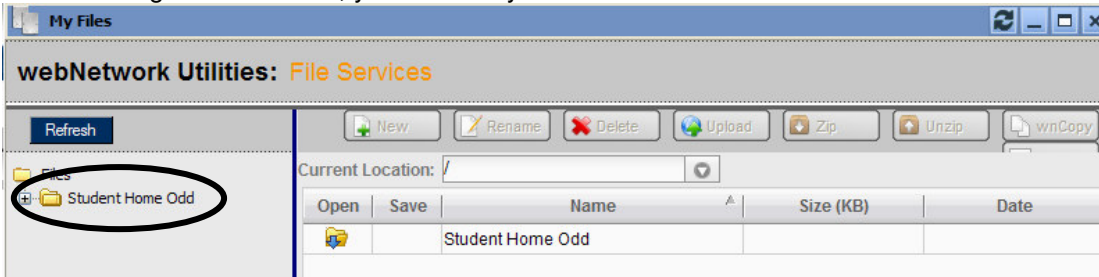 My Files
webNetwork Utilities: File Services
Refresh
New Rename Delete Upload Zip Unzip wnCopy
Files
Student Home Odd
Current Location: /
Open Save Name Size (KB) Date
Student Home Odd